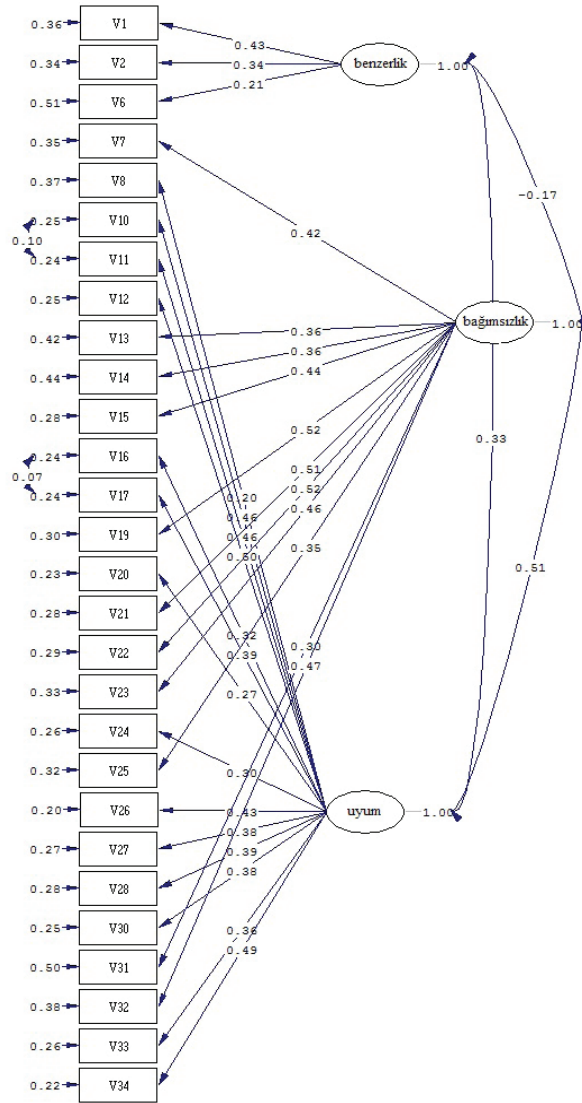 0.36 V1
0.43
0.34 V2 0.34 benzerlik 1.00
0.21
0.51 V6
0.35 V7
0.37 V8 -0.17
0.25 V10
0.42
0.10
0.24 V11
0.25 V12
bağımsızlık 1.00
0.42 V13 0.36
0.36
0.44 V14 0.44
0.28 V15
0.52
0.24 V16 0.33
0.07 0.51
0.24 V17 0.20 0.52
0.46 0.46
0.30 V19 0.46
0.50 0.35
0.23 V20 0.51
0.28 V21
0.32 0.30
0.29 V22 0.39 0.47
0.33 V23 0.27
0.26 V24
0.32 V25 0.30
0.20 V26 0.43 uyum 1.00
0.38
0.27 V27 0.39
0.28 V28 0.38
0.25 V30 0.36
0.49
0.50 V31
0.38 V32
0.26 V33
0.22 V34